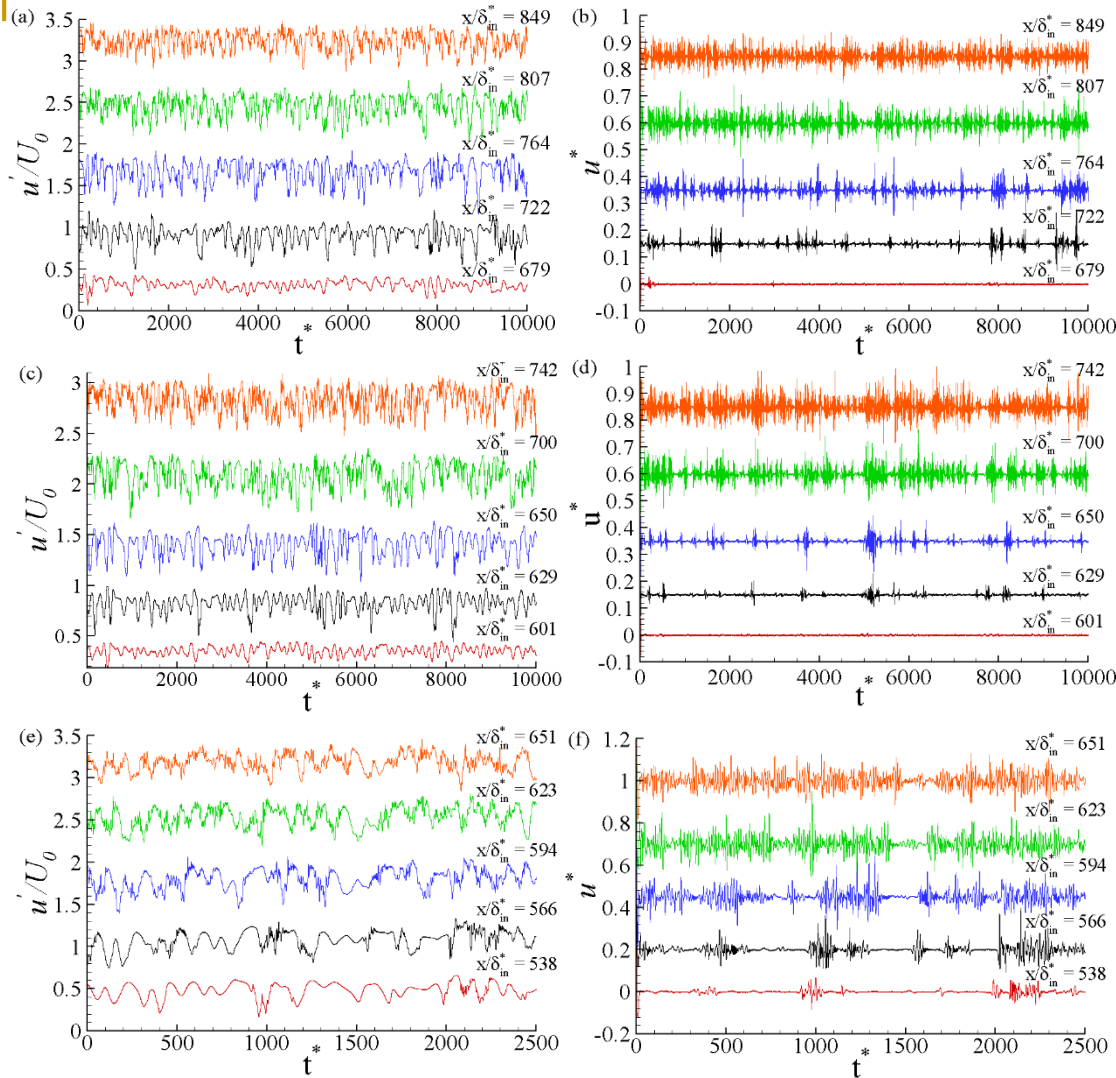 (a)
3.5
3
2.5
2
1.5
1
0.5
0
u'/U₀
x/δ*in = 849
x/δ*in = 807
x/δ*in = 764
x/δ*in = 722
x/δ*in = 679
0 2000 4000 6000 8000 10000
t*
(b)
1
0.9
0.8
0.7
0.6
0.5
0.4
0.3
0.2
0.1
0
-0.1
u*
x/δ*in = 849
x/δ*in = 807
x/δ*in = 764
x/δ*in = 722
x/δ*in = 679
0 2000 4000 6000 8000 10000
t*
(c)
3
2.5
2
1.5
1
0.5
u'/U₀
x/δ*in = 742
x/δ*in = 700
x/δ*in = 650
x/δ*in = 629
x/δ*in = 601
0 2000 4000 6000 8000 10000
t*
(d)
1
0.9
0.8
0.7
0.6
0.5
0.4
0.3
0.2
0.1
0
-0.1
u*
x/δ*in = 742
x/δ*in = 700
x/δ*in = 650
x/δ*in = 629
x/δ*in = 601
0 2000 4000 6000 8000 10000
t*
(e)
3.5
3
2.5
2
1.5
1
0.5
0
u'/U₀
x/δ*in = 651
x/δ*in = 623
x/δ*in = 594
x/δ*in = 566
x/δ*in = 538
0 500 1000 1500 2000 2500
t*
(f)
1.2
1
0.8
0.6
0.4
0.2
0
-0.2
u*
x/δ*in = 651
x/δ*in = 623
x/δ*in = 594
x/δ*in = 566
x/δ*in = 538
0 500 1000 1500 2000 2500
t*